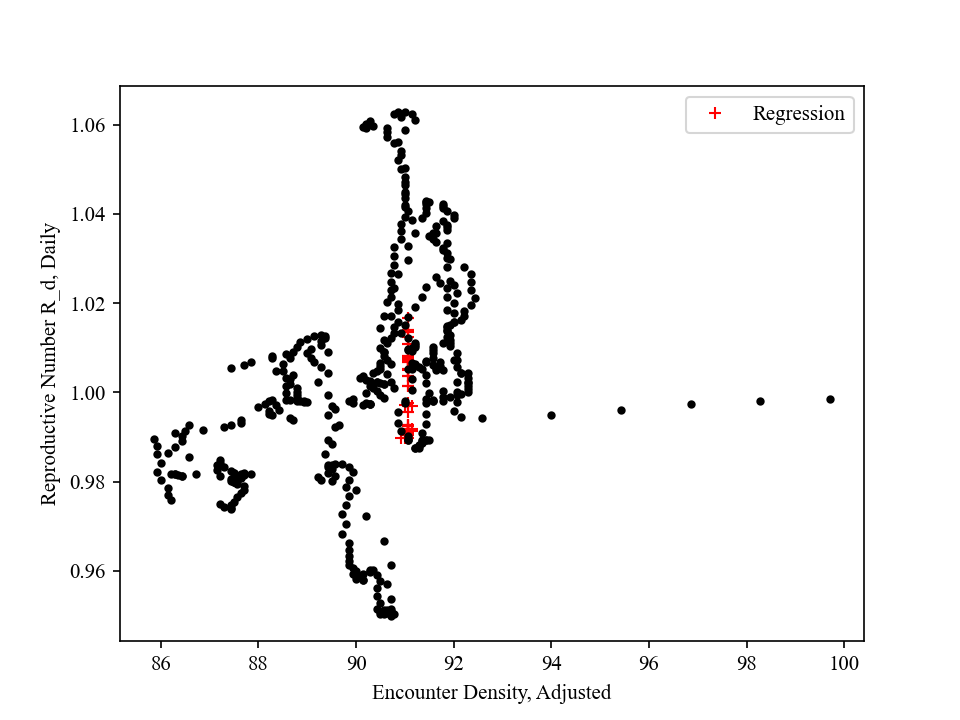 Regression
1.06
1.04
1.02
1.00
0.98
0.96
Reproductive Number R_d, Daily
86 88 90 92 94 96 98 100
Encounter Density, Adjusted